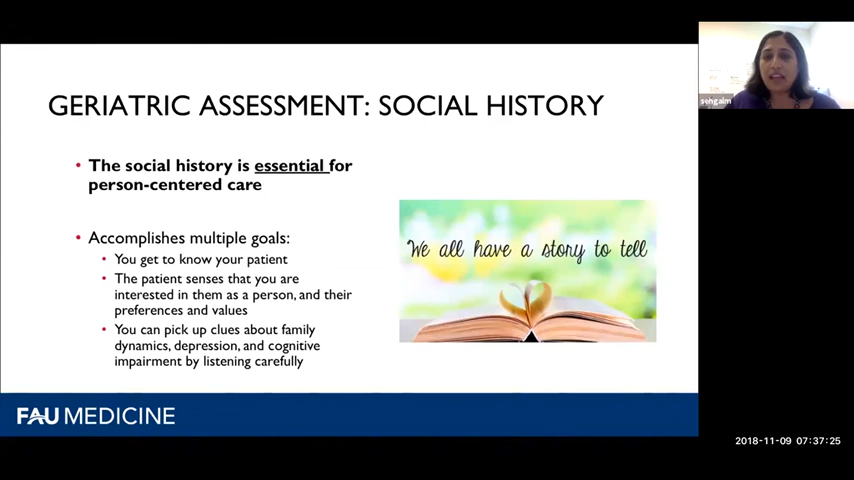 GERIATRIC ASSESSMENT: SOCIAL HISTORY
• The social history is essential for
person-centered care
• Accomplishes multiple goals:
• You get to know your patient
• The patient senses that you are
interested in them as a person, and their
preferences and values
• You can pick up clues about family
dynamics, depression, and cognitive
impairment by listening carefully
We all have a story to tell
FAU MEDICINE
sehgalm
2018-11-09 07:37:25